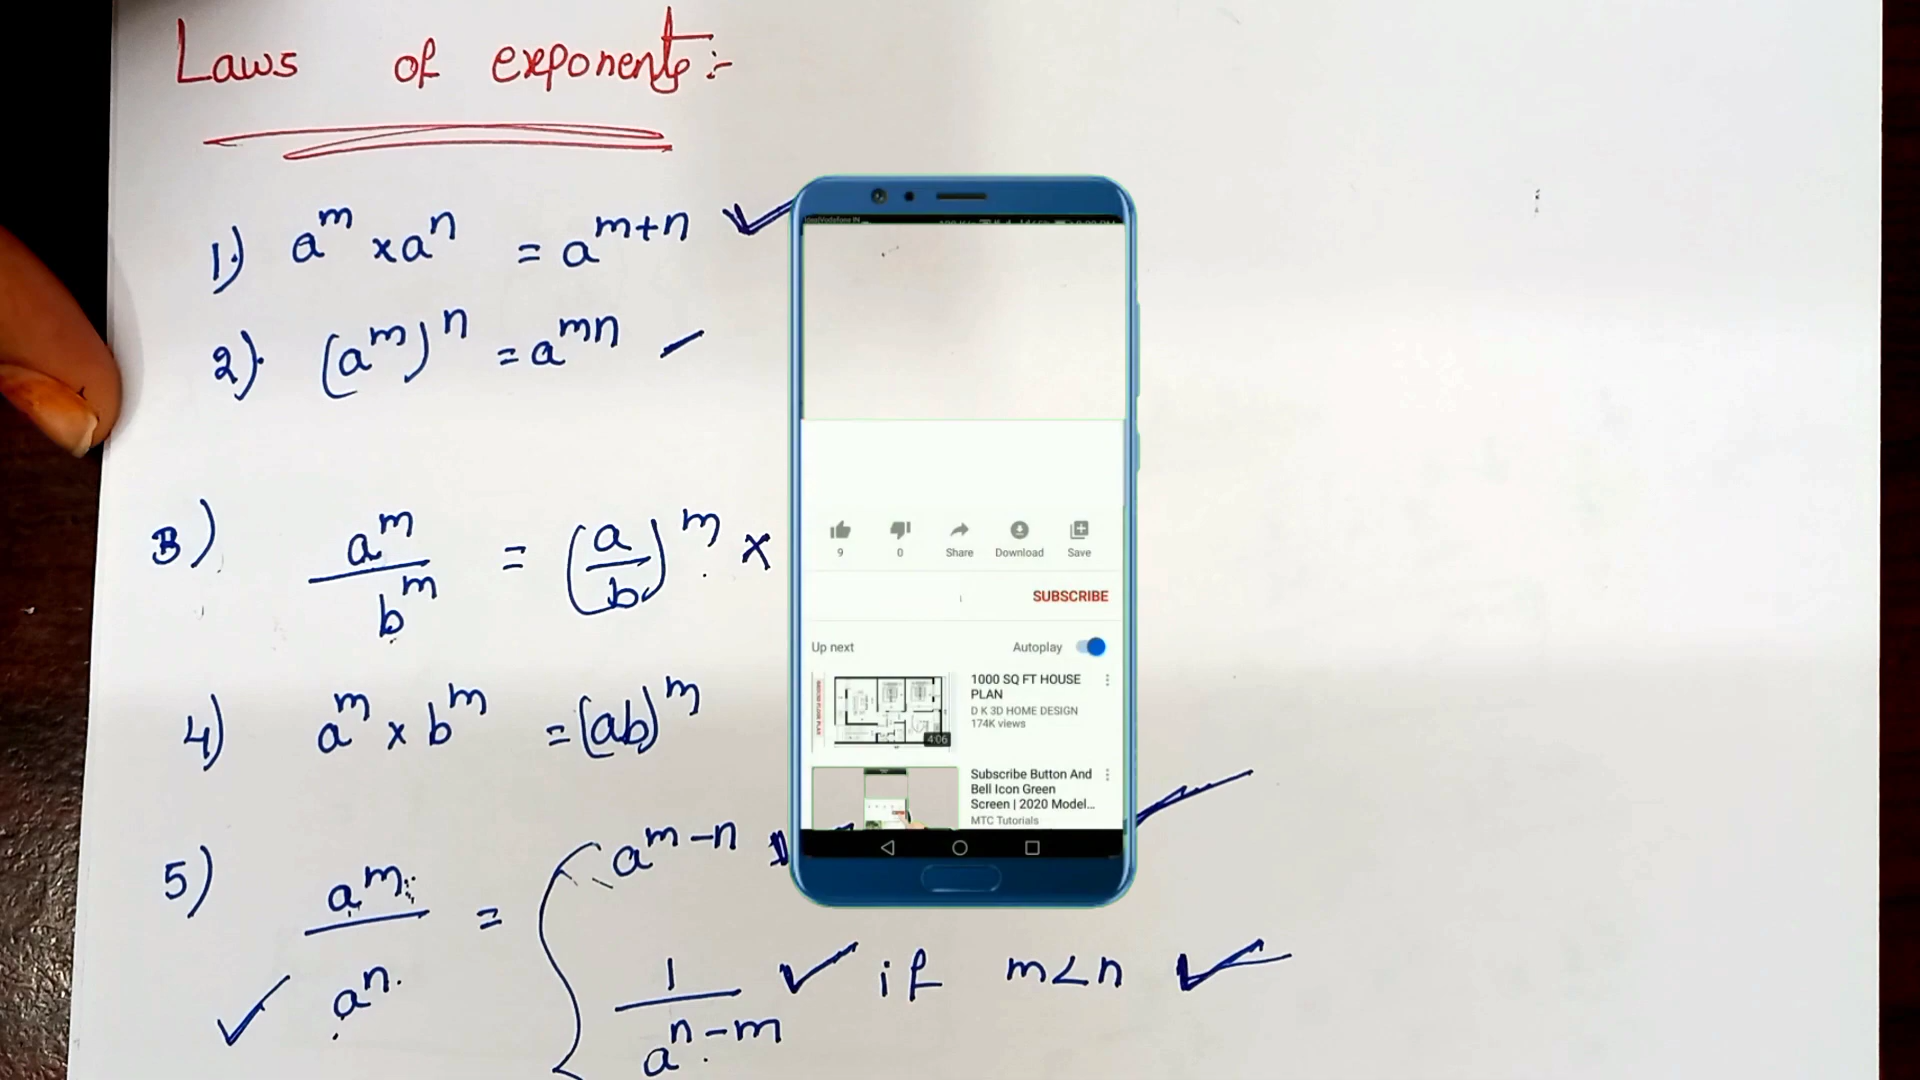 Laws of exponents:-
1.) a^m × a^n = a^(m+n)
2). (a^m)^n = a^(mn)
3) a^m / b^m = (a/b)^m ×
4) a^m × b^m = (ab)^m
5) a^m / a^n = { a^(m-n)
1 / a^(n-m) if m<n
9
0
Share
Download
Save
SUBSCRIBE
Up next
Autoplay
1000 SQ FT HOUSE
PLAN
D K 3D HOME DESIGN
174K views
4:06
Subscribe Button And
Bell Icon Green
Screen | 2020 Model...
MTC Tutorials